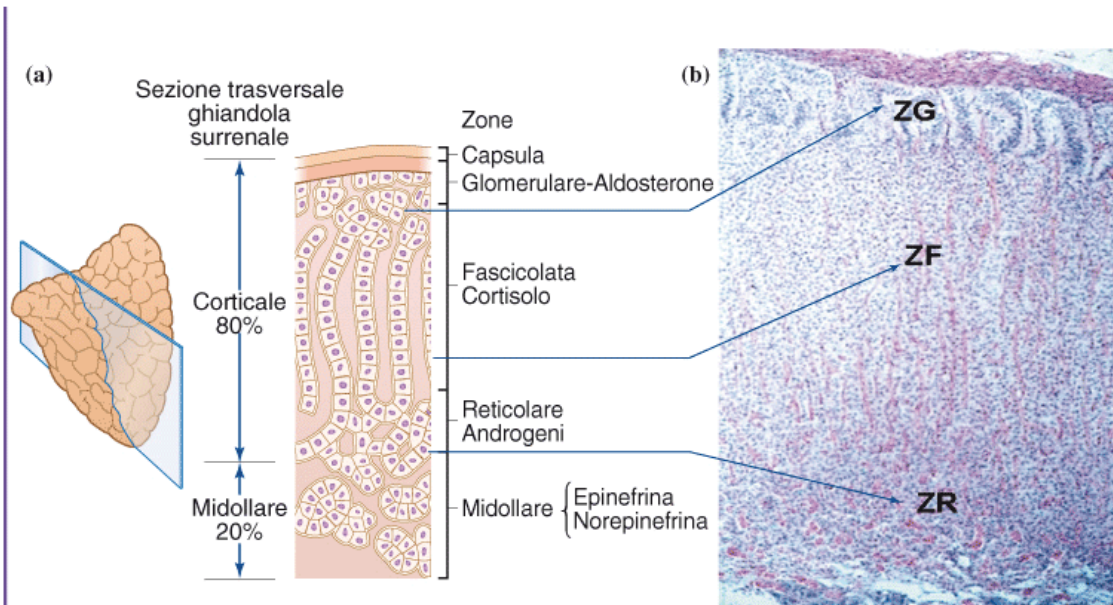 (a)
Sezione trasversale
ghiandola
surrenale
Corticale
80%
Midollare
20%
Zone
Capsula
Glomerulare-Aldosterone
Fascicolata
Cortisolo
Reticolare
Androgeni
Midollare
Epinefrina
Norepinefrina
(b)
ZG
ZF
ZR